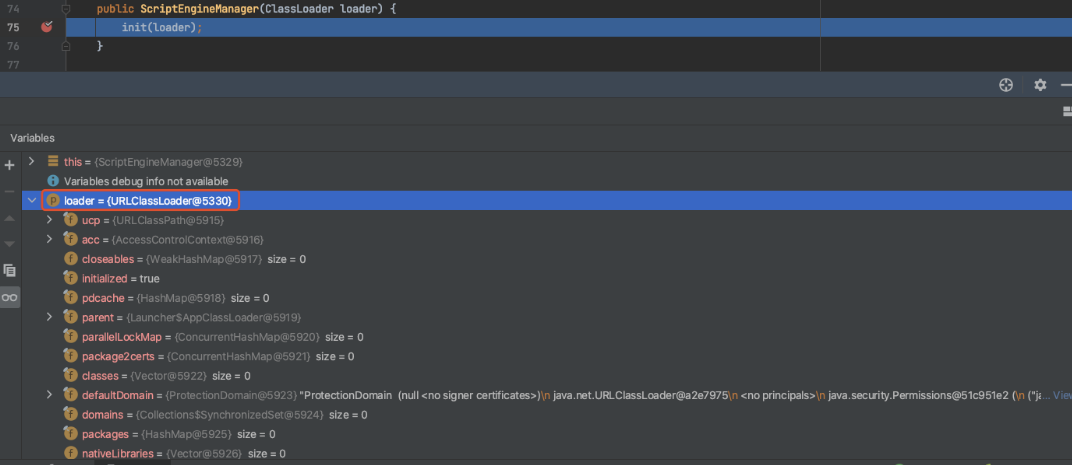 74 public ScriptEngineManager(ClassLoader loader) {
75 init(loader);
76 }
77
Variables
this = {ScriptEngineManager@5329}
Variables debug info not available
loader = {URLClassLoader@5330}
ucp = {URLClassPath@5915}
acc = {AccessControlContext@5916}
closeables = {WeakHashMap@5917} size = 0
initialized = true
pdcache = {HashMap@5918} size = 0
parent = {Launcher$AppClassLoader@5919}
parallelLockMap = {ConcurrentHashMap@5920} size = 0
package2certs = {ConcurrentHashMap@5921} size = 0
classes = {Vector@5922} size = 0
defaultDomain = {ProtectionDomain@5923} "ProtectionDomain (null <no signer certificates>)\n java.net.URLClassLoader@a2e7975\n <no principals>\n java.security.Permissions@51c951e2 (\n ("ja... View
domains = {Collections$SynchronizedSet@5924} size = 0
packages = {HashMap@5925} size = 0
nativeLibraries = {Vector@5926} size = 0